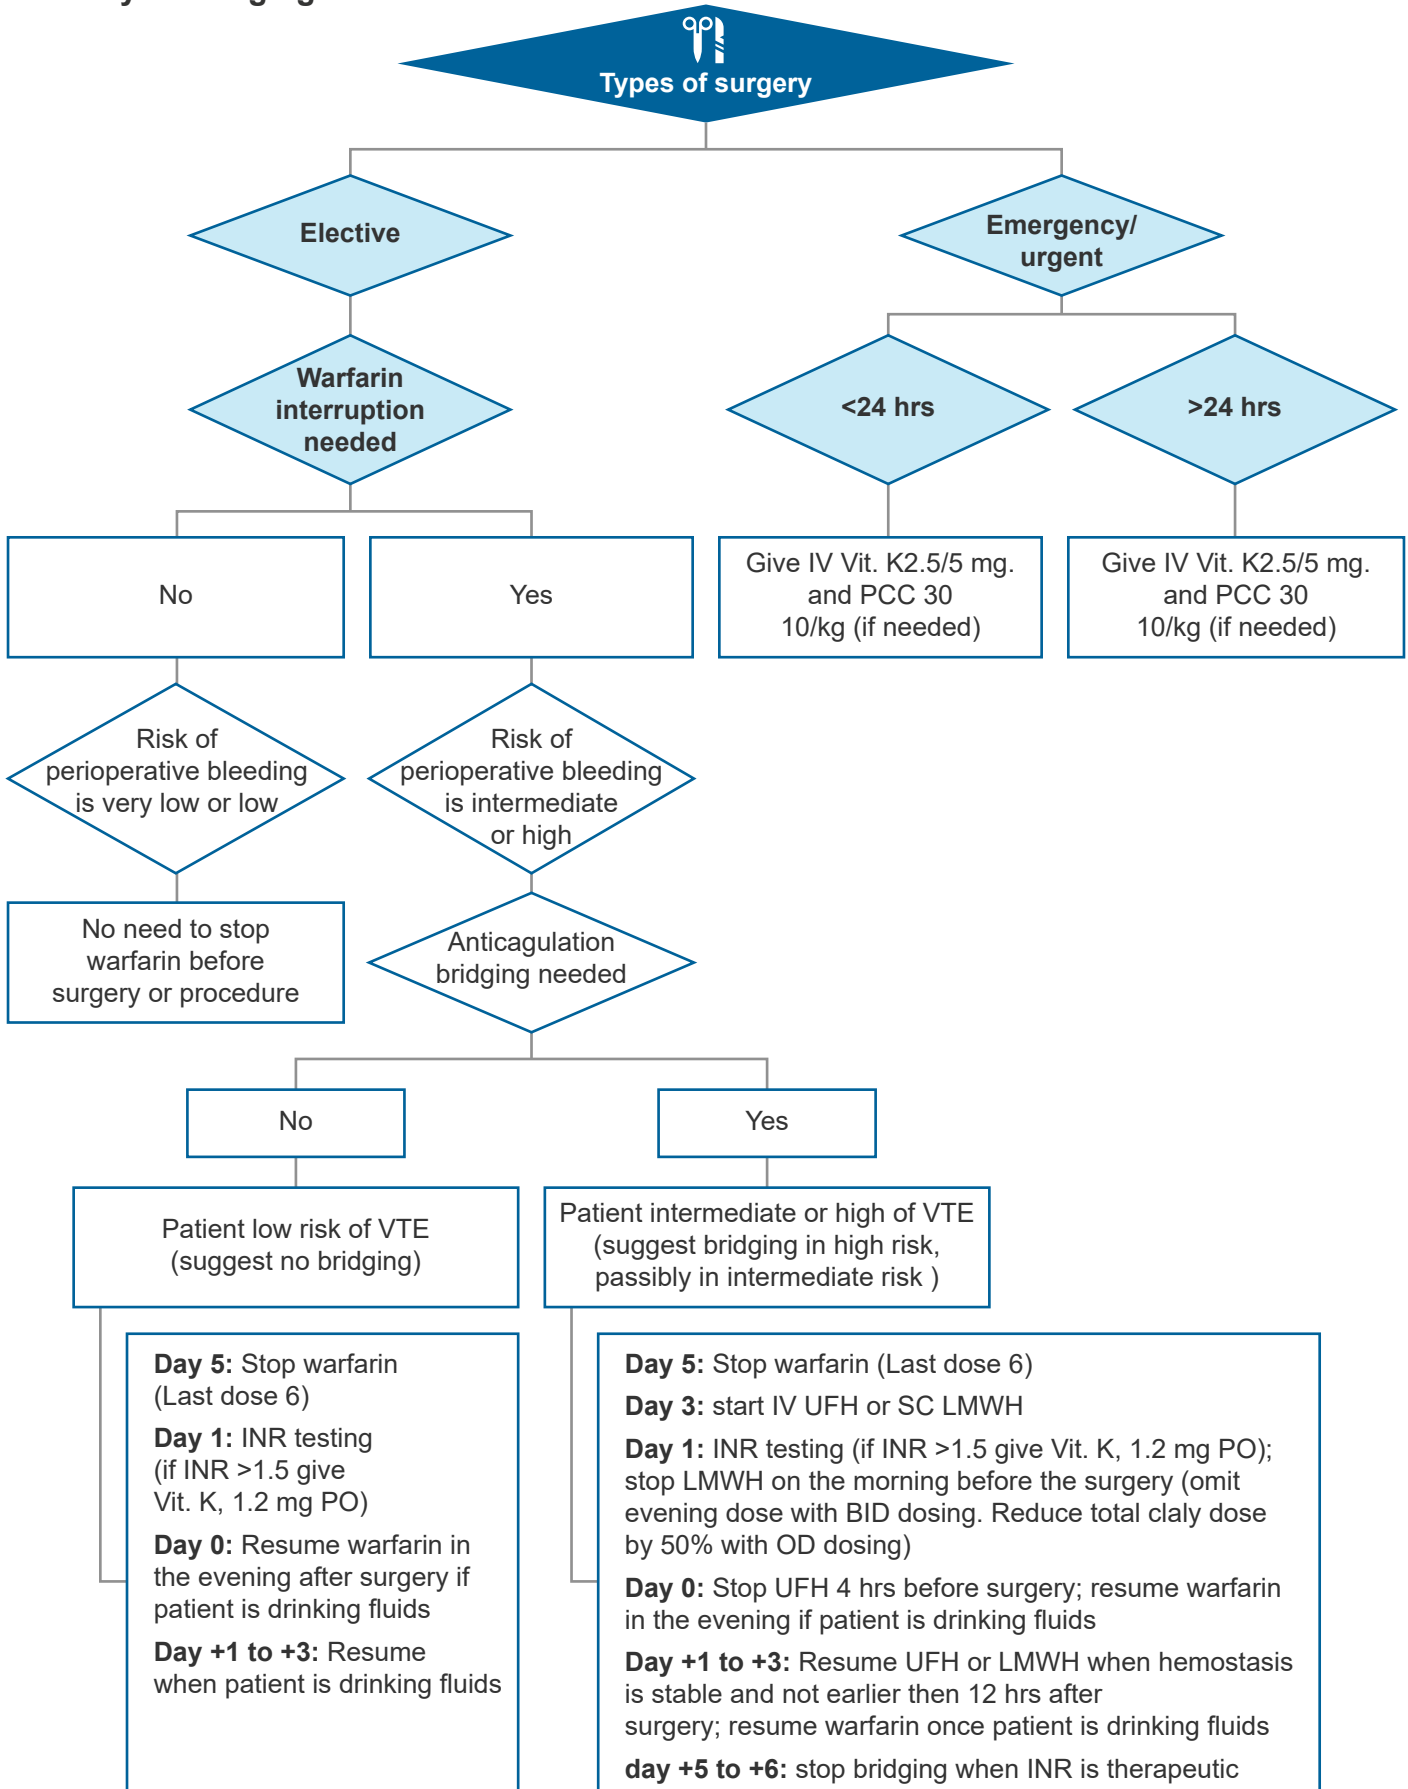 Types of surgery
Elective
Emergency/
urgent
Warfarin
interruption
needed
<24 hrs
>24 hrs
No
Yes
Give IV Vit. K2.5/5 mg.
and PCC 30
10/kg (if needed)
Give IV Vit. K2.5/5 mg.
and PCC 30
10/kg (if needed)
Risk of
perioperative bleeding
is very low or low
Risk of
perioperative bleeding
is intermediate
or high
No need to stop
warfarin before
surgery or procedure
Anticagulation
bridging needed
No
Yes
Patient low risk of VTE
(suggest no bridging)
Patient intermediate or high of VTE
(suggest bridging in high risk,
passibly in intermediate risk )
Day 5: Stop warfarin
(Last dose 6)
Day 1: INR testing
(if INR >1.5 give
Vit. K, 1.2 mg PO)
Day 0: Resume warfarin in
the evening after surgery if
patient is drinking fluids
Day +1 to +3: Resume
when patient is drinking fluids
Day 5: Stop warfarin (Last dose 6)
Day 3: start IV UFH or SC LMWH
Day 1: INR testing (if INR >1.5 give Vit. K, 1.2 mg PO);
stop LMWH on the morning before the surgery (omit
evening dose with BID dosing. Reduce total claly dose
by 50% with OD dosing)
Day 0: Stop UFH 4 hrs before surgery; resume warfarin
in the evening if patient is drinking fluids
Day +1 to +3: Resume UFH or LMWH when hemostasis
is stable and not earlier then 12 hrs after
surgery; resume warfarin once patient is drinking fluids
day +5 to +6: stop bridging when INR is therapeutic